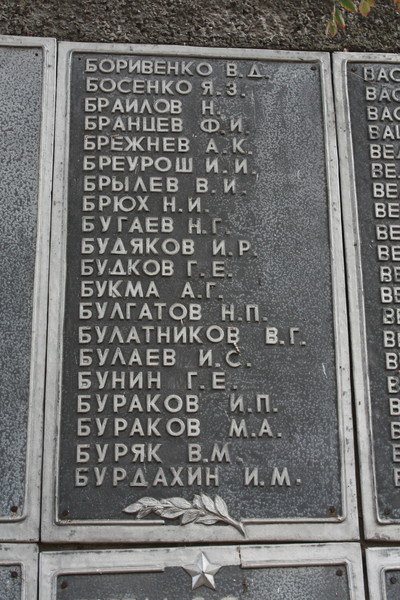 БОРИВЕНКО В.Д.
БОСЕНКО Я.З.
БРАИЛОВ Н.
БРАНЦЕВ Ф.И.
БРЕЖНЕВ А.К.
БРЕУРОШ И.И.
БРЫЛЕВ В.И.
БРЮХ Н.И.
БУГАЕВ Н.Г.
БУДЯКОВ И.Р.
БУДКОВ Г.Е.
БУКМА А.Г.
БУЛГАТОВ Н.П.
БУЛАТНИКОВ В.Г.
БУЛАЕВ И.С.
БУНИН Г.Е.
БУРАКОВ И.П.
БУРАКОВ М.А.
БУРЯК В.М
БУРДАХИН И.М.